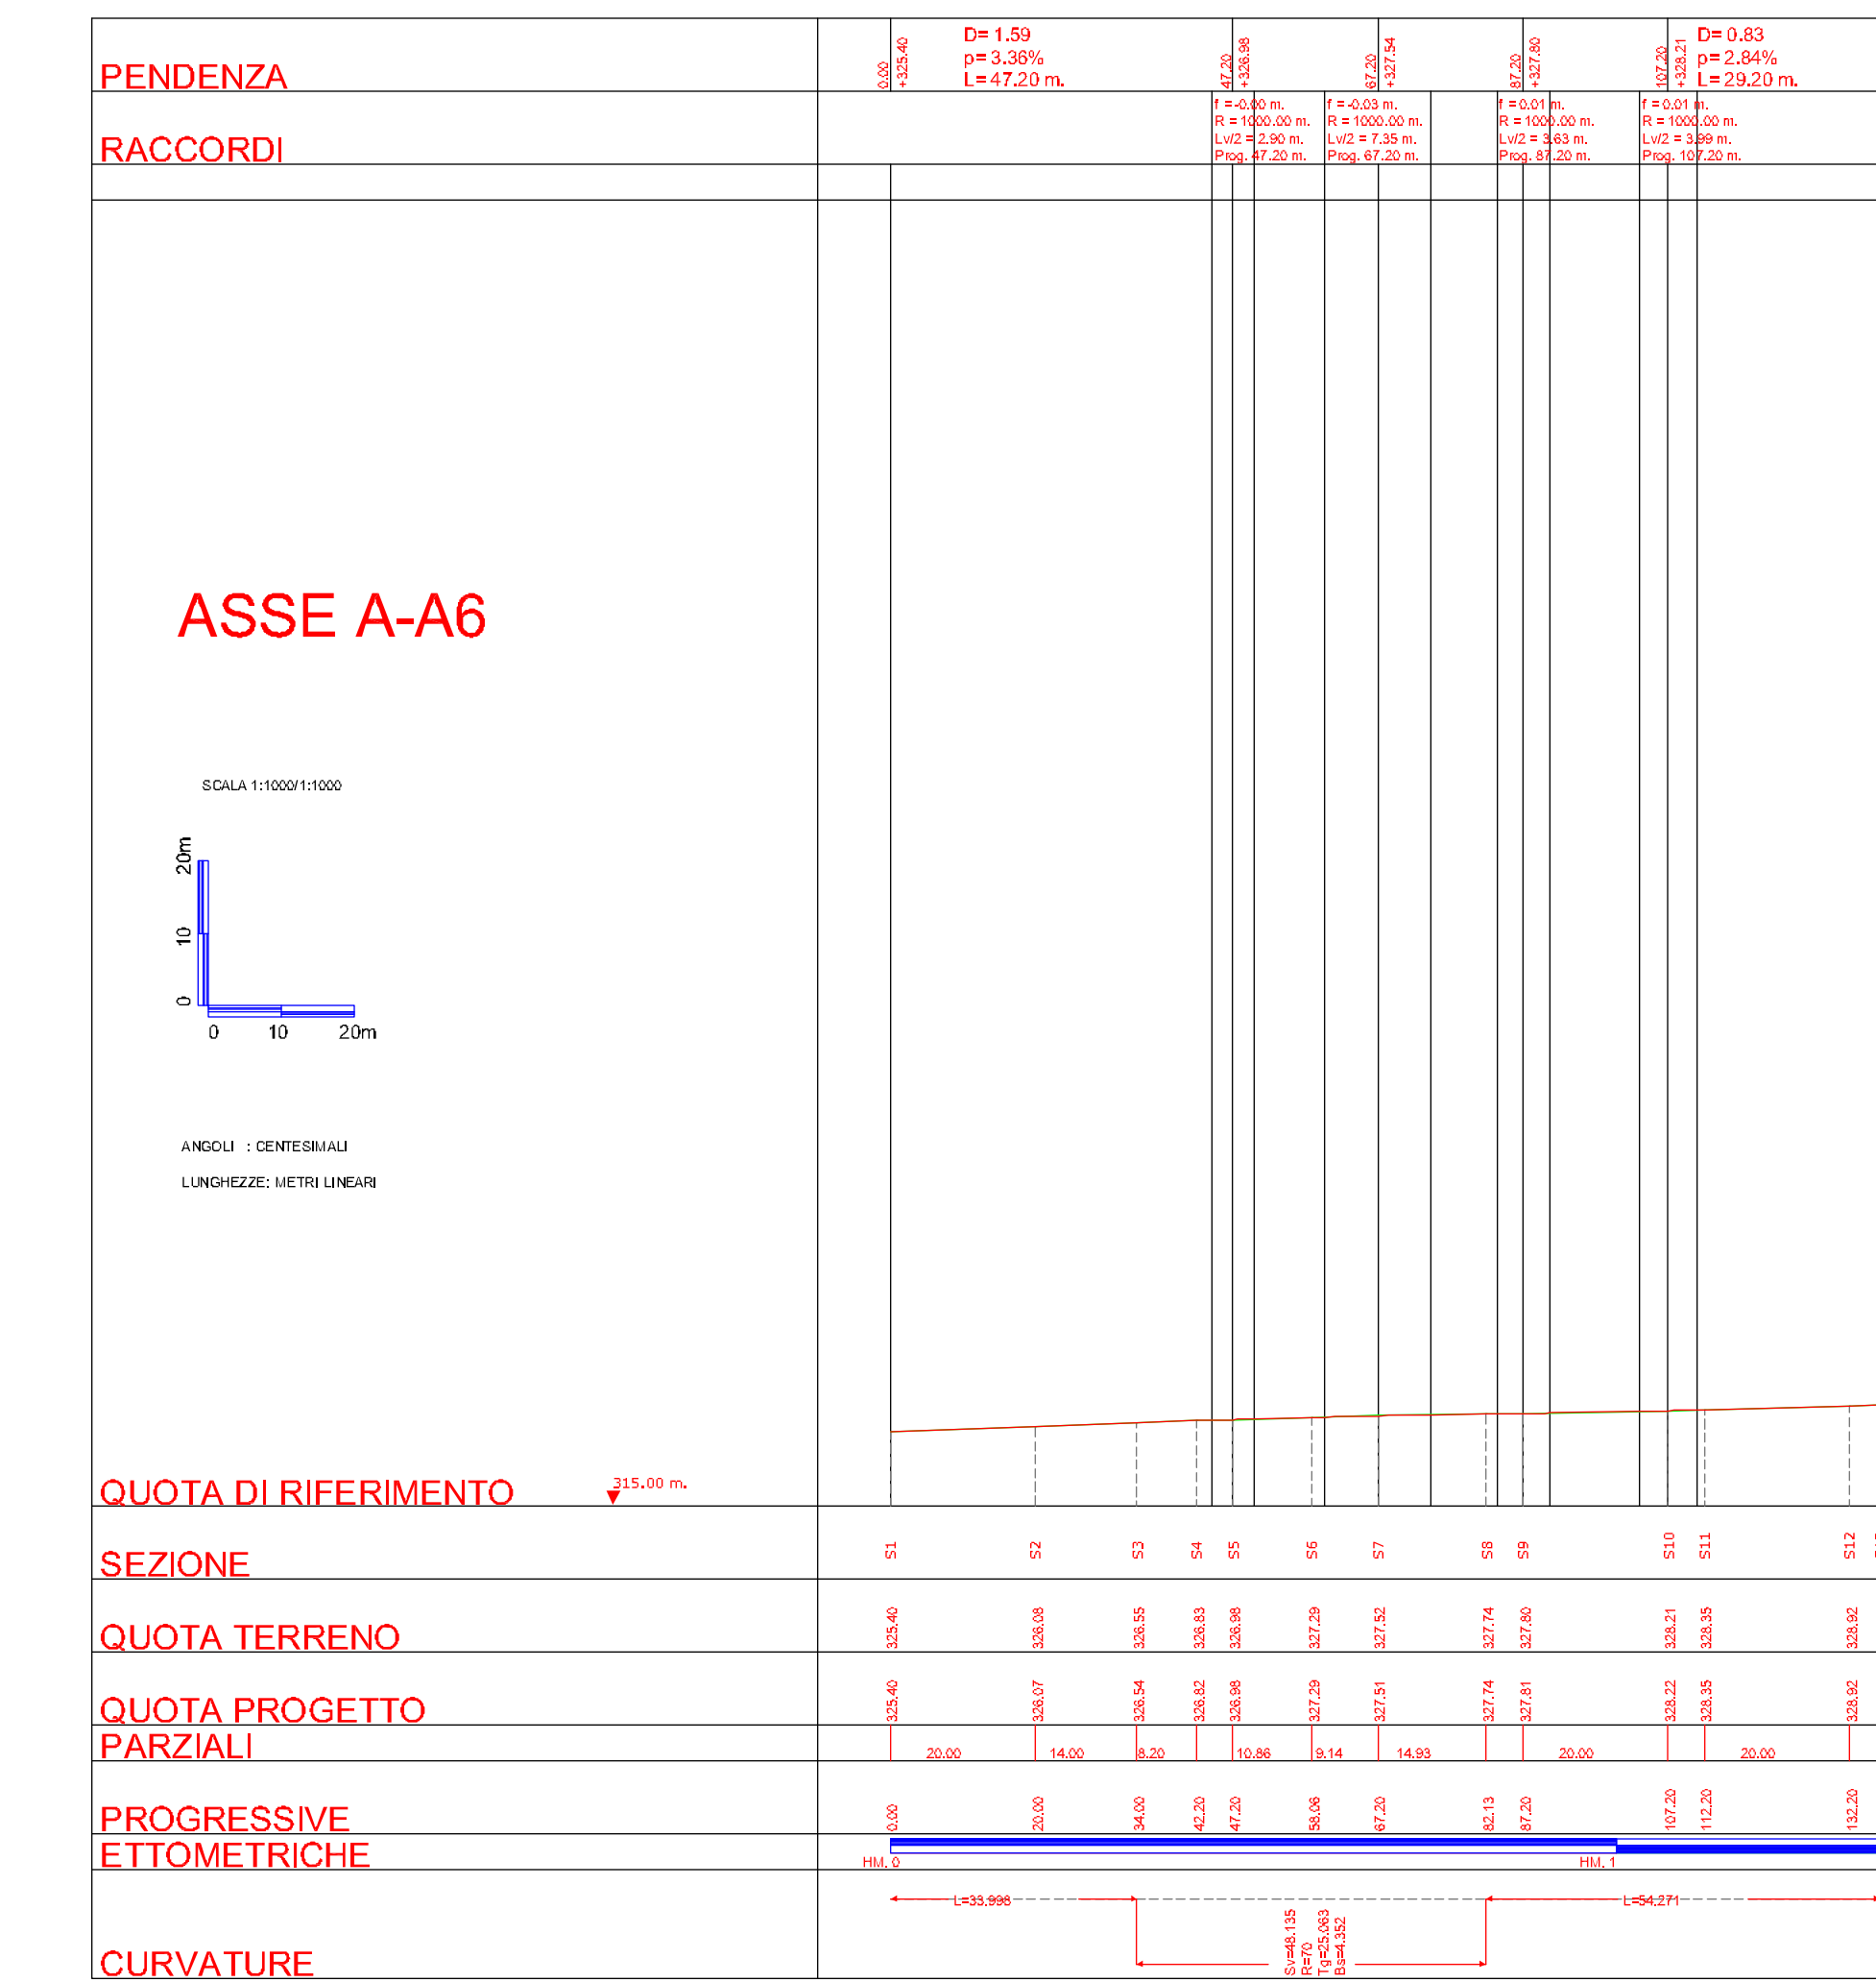 PENDENZA
0.00
+325.40
D= 1.59
p= 3.36%
L= 47.20 m.
47.20
+326.98
67.20
+327.54
87.20
+327.80
107.20
+328.21
D= 0.83
p= 2.84%
L= 29.20 m.
RACCORDI
f = -0.00 m.
R = 1000.00 m.
Lv/2 = 2.90 m.
Prog. 47.20 m.
f = -0.03 m.
R = 1000.00 m.
Lv/2 = 7.35 m.
Prog. 67.20 m.
f = 0.01 m.
R = 1000.00 m.
Lv/2 = 3.63 m.
Prog. 87.20 m.
f = 0.01 m.
R = 1000.00 m.
Lv/2 = 3.99 m.
Prog. 107.20 m.
ASSE A-A6
SCALA 1:1000/1:1000
20m
10
0
0 10 20m
ANGOLI : CENTESIMALI
LUNGHEZZE: METRI LINEARI
QUOTA DI RIFERIMENTO 315.00 m.
SEZIONE S1 S2 S3 S4 S5 S6 S7 S8 S9 S10 S11 S12
QUOTA TERRENO 325.40 326.08 326.55 326.83 326.98 327.29 327.52 327.74 327.80 328.21 328.35 328.92
QUOTA PROGETTO 325.40 326.07 326.54 326.82 326.98 327.29 327.51 327.74 327.81 328.22 328.35 328.92
PARZIALI 20.00 14.00 8.20 10.86 9.14 14.93 20.00 20.00
PROGRESSIVE 0.00 20.00 34.00 42.20 47.20 58.06 67.20 82.13 87.20 107.20 112.20 132.20
ETTOMETRICHE HM. 0 HM. 1
CURVATURE
L=33.998
Sv=48.135
R=70
Tg=25.063
Bs=4.352
L=54.271